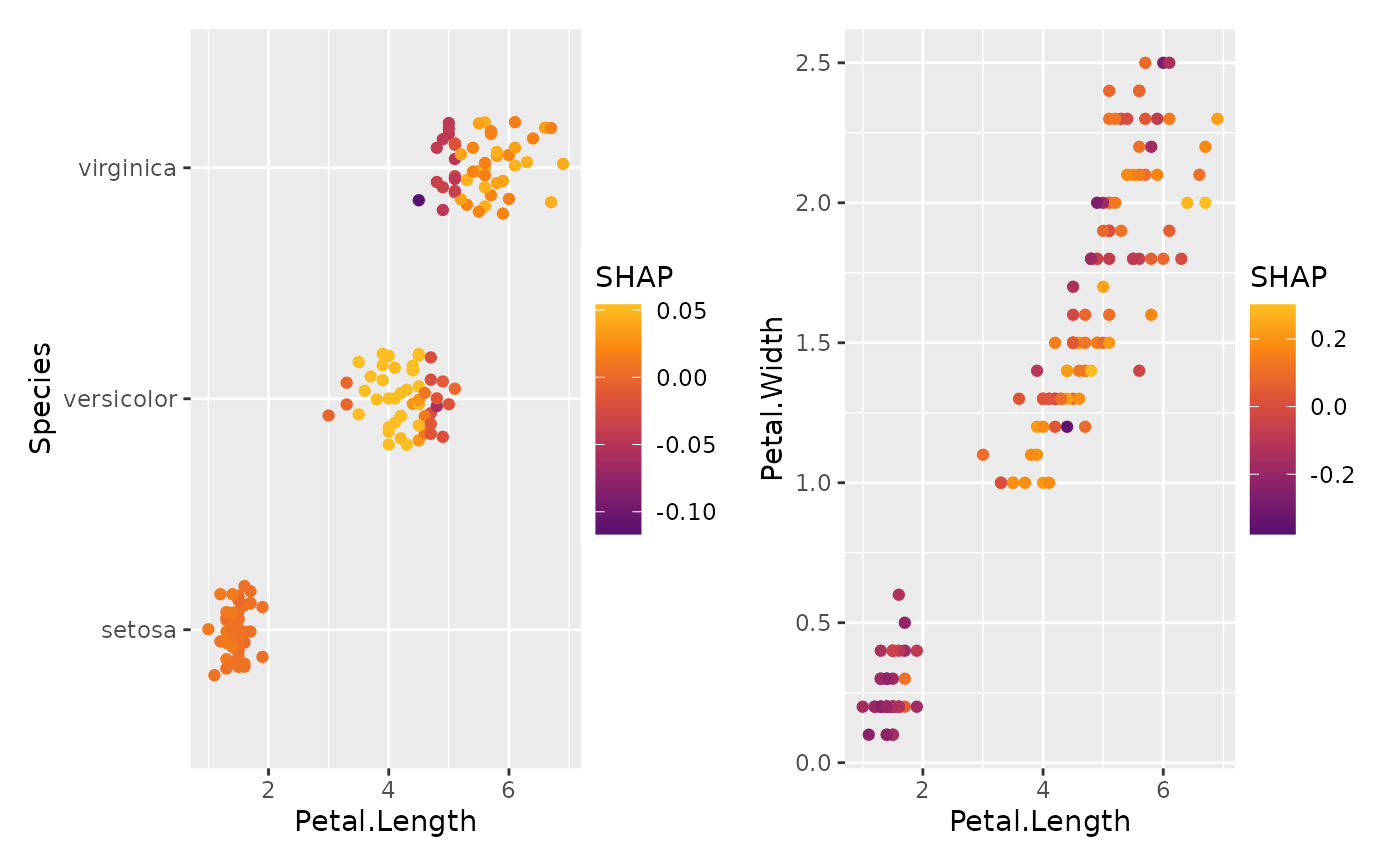 Species
virginica
versicolor
setosa
2
4
6
Petal.Length
SHAP
0.05
0.00
-0.05
-0.10
Petal.Width
2.5
2.0
1.5
1.0
0.5
0.0
2
4
6
Petal.Length
SHAP
0.2
0.0
-0.2